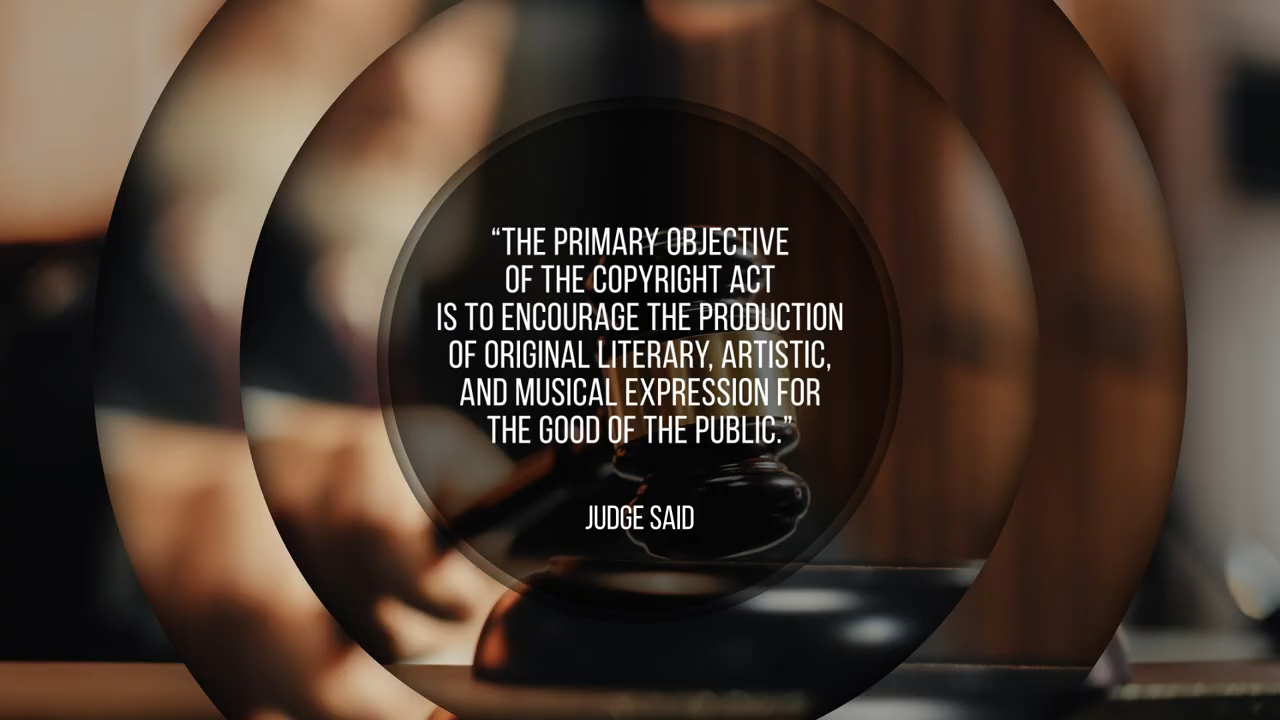 “THE PRIMARY OBJECTIVE
OF THE COPYRIGHT ACT
IS TO ENCOURAGE THE PRODUCTION
OF ORIGINAL LITERARY, ARTISTIC,
AND MUSICAL EXPRESSION FOR
THE GOOD OF THE PUBLIC.”
JUDGE SAID